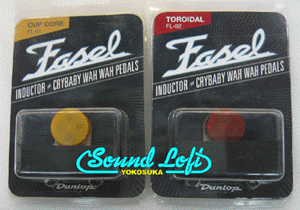 CUP CORE
FL-01
Fasel
INDUCTOR FOR CRYBABY WAH WAH PEDALS
Dunlop
TOROIDAL
FL-02
Fasel
INDUCTOR FOR CRYBABY WAH WAH PEDALS
Dunlop
Sound Loft
YOKOSUKA